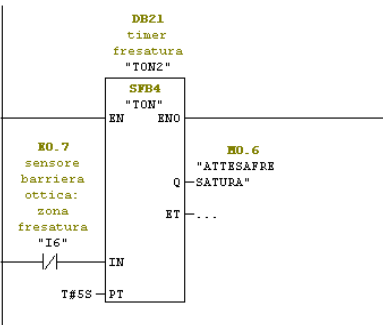 DB21
timer
fresatura
"TON2"
SFB4
"TON"
EN ENO
E0.7
sensore
barriera
ottica:
zona
fresatura
"I6"
M0.6
"ATTESAFRE
Q SATURA"
ET ...
IN
T#5S PT